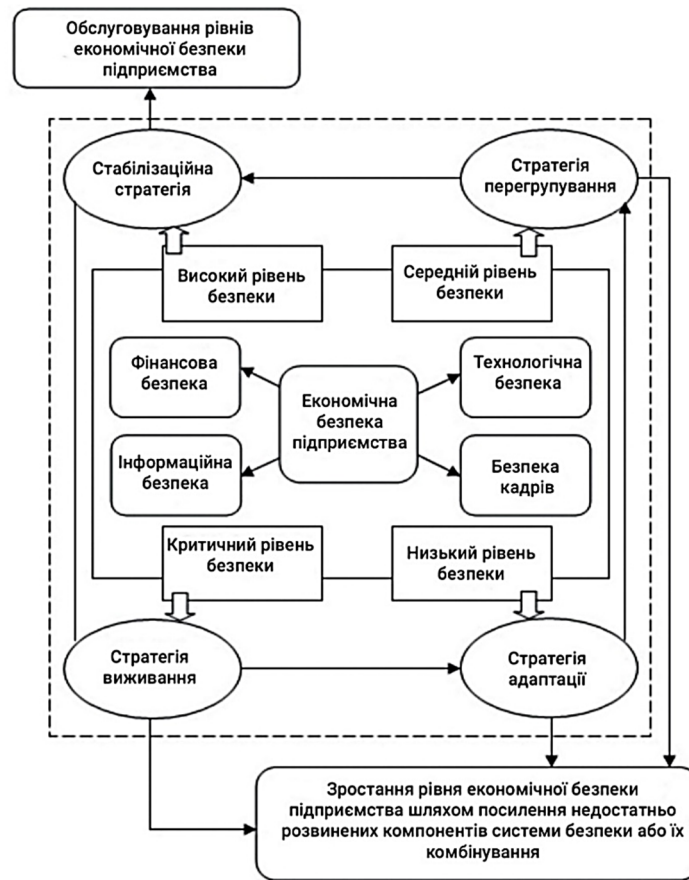 Обслуговування рівнів
економічної безпеки
підприємства
Стабілізаційна
стратегія
Стратегія
перегрупування
Високий рівень
безпеки
Середній рівень
безпеки
Фінансова
безпека
Технологічна
безпека
Економічна
безпека
підприємства
Інформаційна
безпека
Безпека
кадрів
Критичний рівень
безпеки
Низький рівень
безпеки
Стратегія
виживання
Стратегія
адаптації
Зростання рівня економічної безпеки
підприємства шляхом посилення недостатньо
розвинених компонентів системи безпеки або їх
комбінування